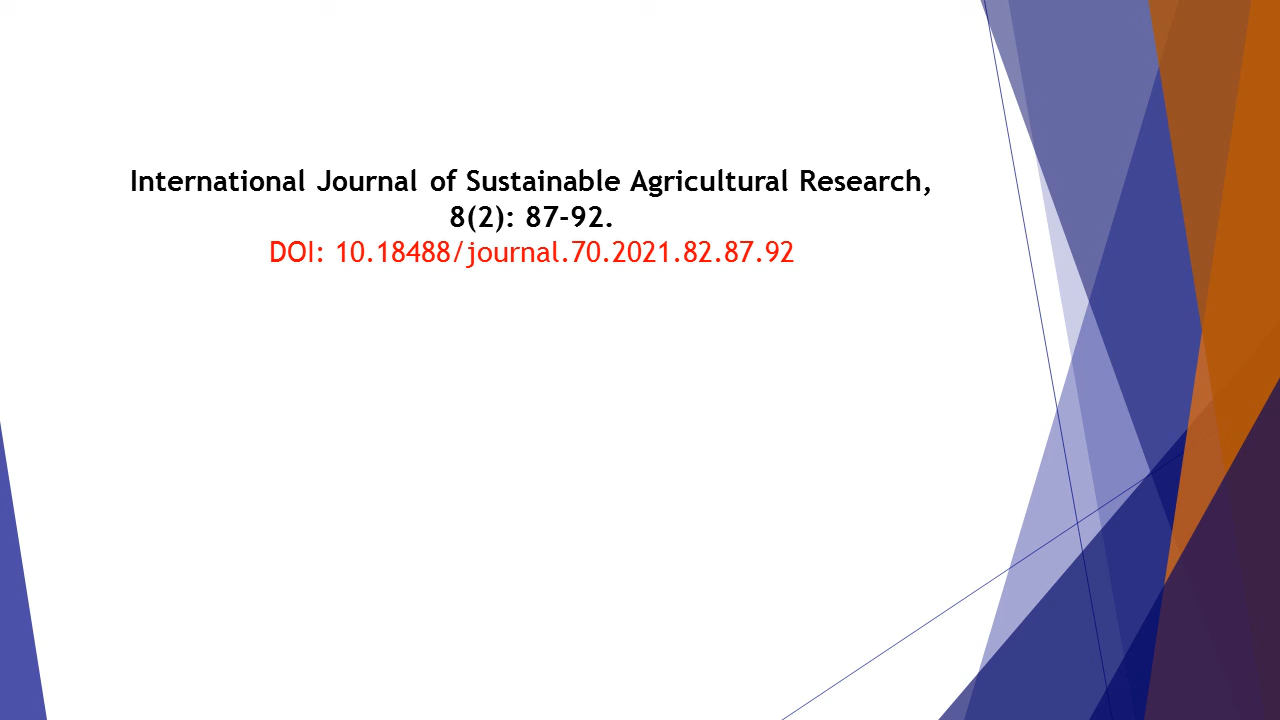 International Journal of Sustainable Agricultural Research,
8(2): 87-92.
DOI: 10.18488/journal.70.2021.82.87.92